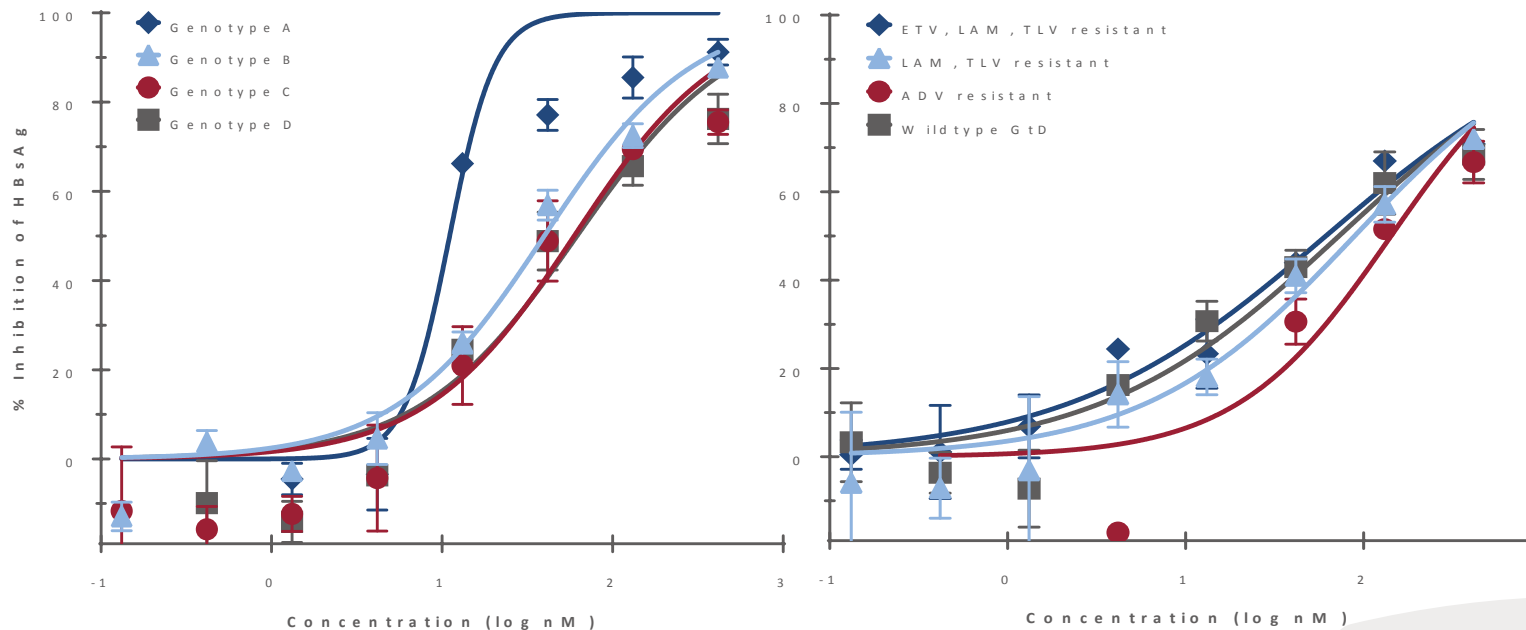 100
Genotype A
Genotype B
Genotype C
Genotype D
80
60
40
20
0
% Inhibition of HBsAg
-1 0 1 2 3
Concentration (log nM)
100
ETV, LAM, TLV resistant
LAM, TLV resistant
ADV resistant
Wildtype GtD
80
60
40
20
0
-1 0 1 2
Concentration (log nM)